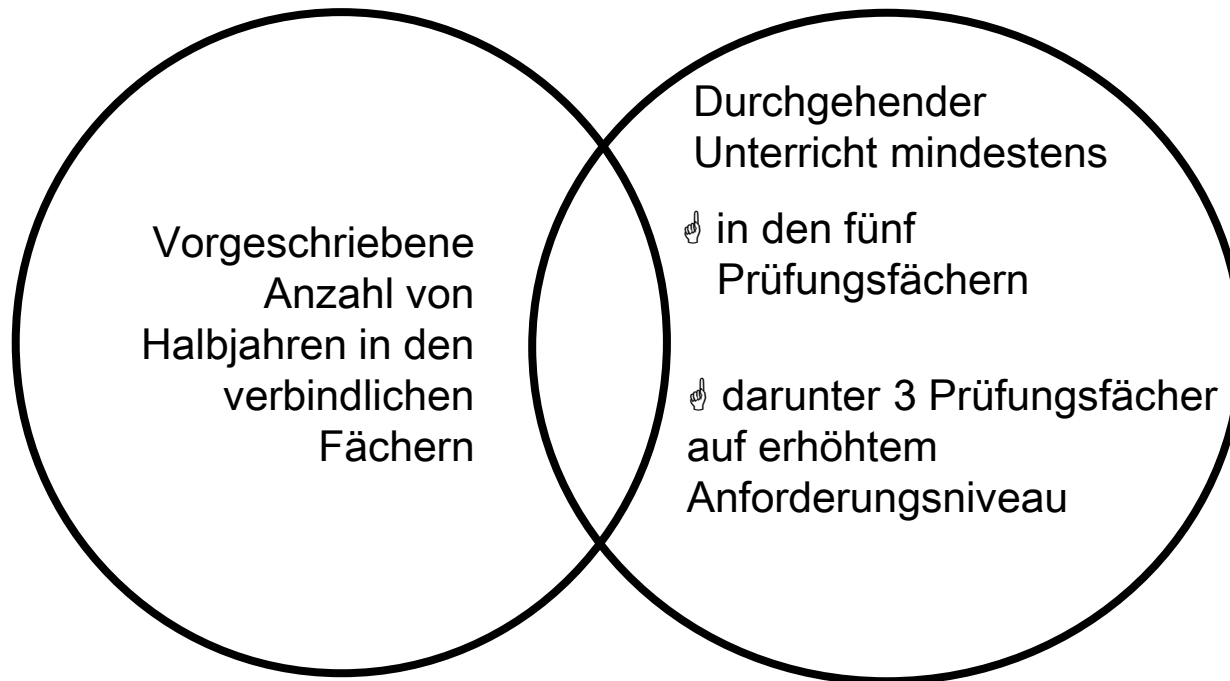 Vorgeschriebene
Anzahl von
Halbjahren in den
verbindlichen
Fächern
Durchgehender
Unterricht mindestens
☝ in den fünf
Prüfungsfächern
☝ darunter 3 Prüfungsfächer
auf erhöhtem
Anforderungsniveau